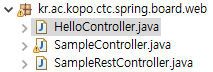 kr.ac.kopo.ctc.spring.board.web
HelloController.java
SampleController.java
SampleRestController.java